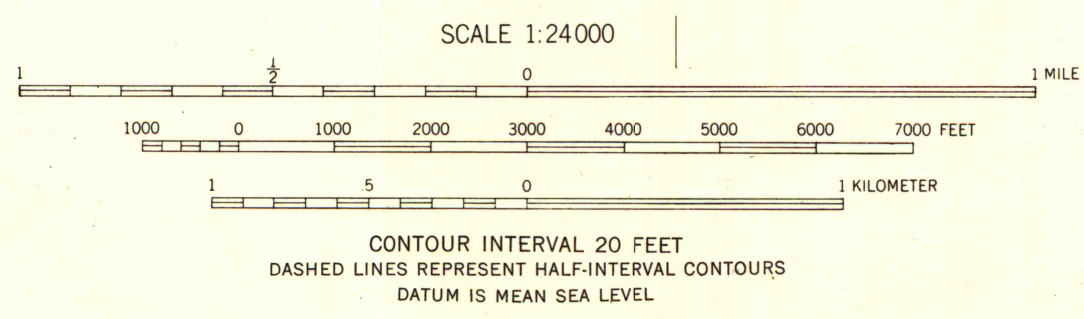 SCALE 1:24000
1 1/2 0 1 MILE
1000 0 1000 2000 3000 4000 5000 6000 7000 FEET
1 .5 0 1 KILOMETER
CONTOUR INTERVAL 20 FEET
DASHED LINES REPRESENT HALF-INTERVAL CONTOURS
DATUM IS MEAN SEA LEVEL